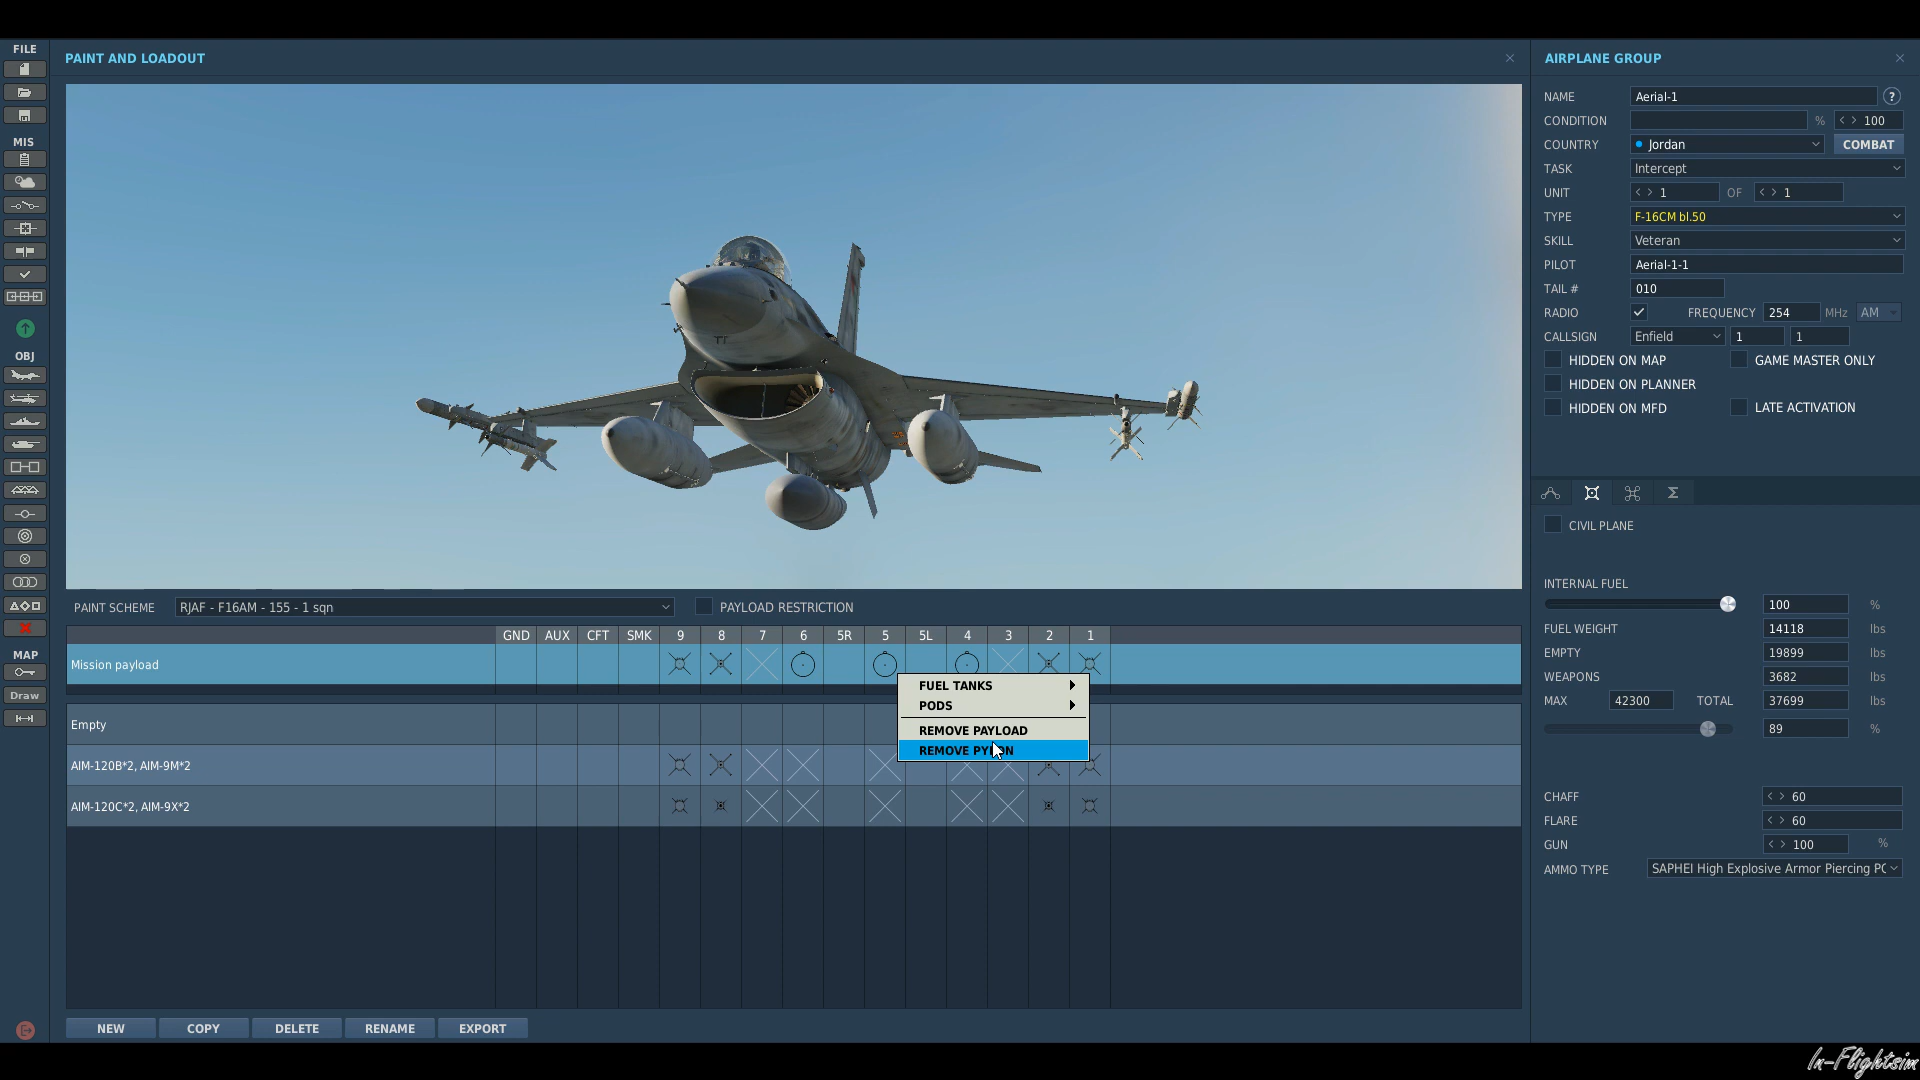 FILE
MIS
OBJ
MAP
Draw
PAINT AND LOADOUT
PAINT SCHEME RJAF - F16AM - 155 - 1 sqn PAYLOAD RESTRICTION
GND AUX CFT SMK 9 8 7 6 5R 5 5L 4 3 2 1
Mission payload
Empty
AIM-120B*2, AIM-9M*2
AIM-120C*2, AIM-9X*2
FUEL TANKS
PODS
REMOVE PAYLOAD
REMOVE PYLON
NEW COPY DELETE RENAME EXPORT
AIRPLANE GROUP
NAME Aerial-1 ?
CONDITION % < > 100
COUNTRY Jordan COMBAT
TASK Intercept
UNIT < > 1 OF < > 1
TYPE F-16CM bl.50
SKILL Veteran
PILOT Aerial-1-1
TAIL # 010
RADIO FREQUENCY 254 MHz AM
CALLSIGN Enfield 1 1
HIDDEN ON MAP GAME MASTER ONLY
HIDDEN ON PLANNER
HIDDEN ON MFD LATE ACTIVATION
CIVIL PLANE
INTERNAL FUEL
100 %
FUEL WEIGHT 14118 lbs
EMPTY 19899 lbs
WEAPONS 3682 lbs
MAX 42300 TOTAL 37699 lbs
89 %
CHAFF < > 60
FLARE < > 60
GUN < > 100 %
AMMO TYPE SAPHEI High Explosive Armor Piercing PG
In-Flightsim